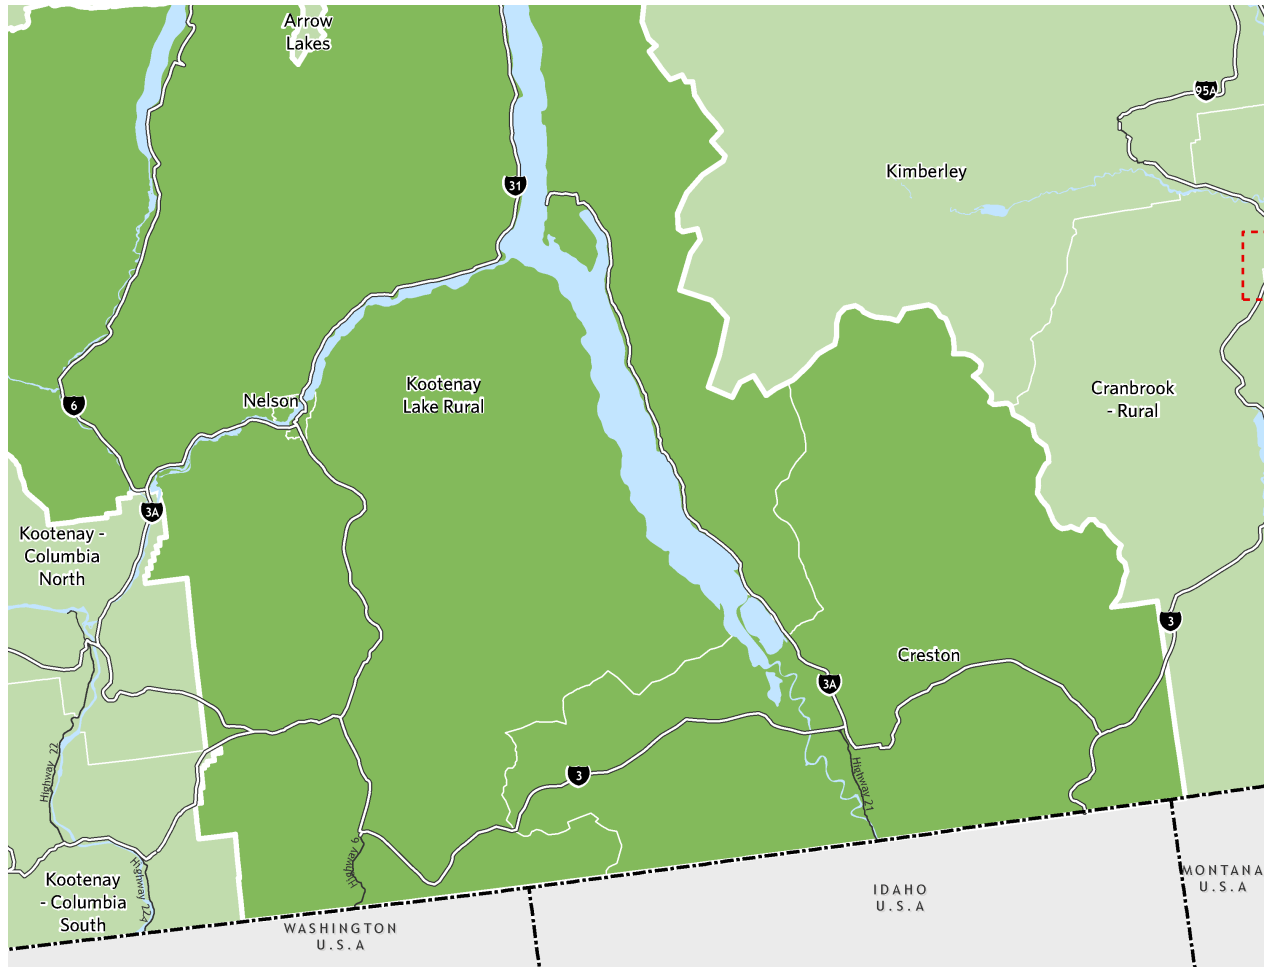 Arrow
Lakes
95A
Kimberley
31
Kootenay
Lake Rural
Nelson
6
Cranbrook
- Rural
3A
Kootenay -
Columbia
North
3
Creston
3A
Highway 22
3
Highway 21
Highway 6
Highway 22A
Kootenay
- Columbia
South
MONTANA
U.S.A
IDAHO
U.S.A
WASHINGTON
U.S.A